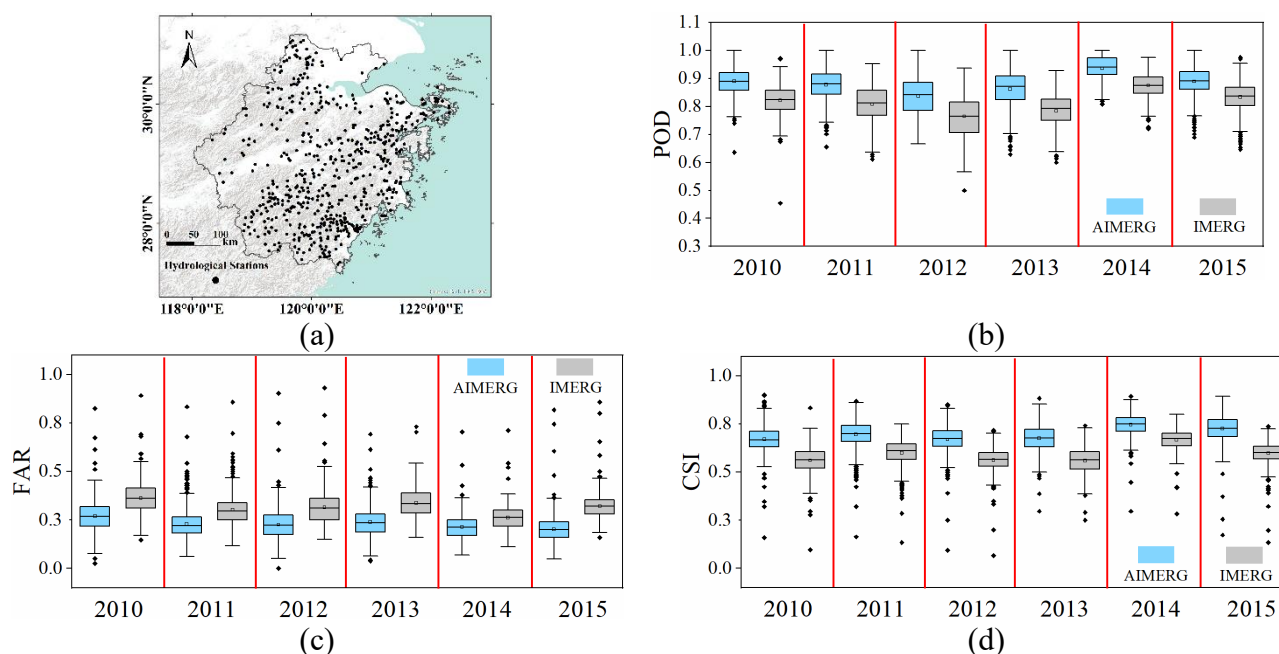 N
30°0'0"N
28°0'0"N
0 50 100
km
Hydrological Stations
118°0'0"E 120°0'0"E 122°0'0"E
(a)
POD
1.1
1.0
0.9
0.8
0.7
0.6
0.5
0.4
0.3
AIMERG IMERG
2010 2011 2012 2013 2014 2015
(b)
FAR
1.0
0.8
0.5
0.3
0.0
AIMERG IMERG
2010 2011 2012 2013 2014 2015
(c)
CSI
1.0
0.8
0.5
0.3
0.0
AIMERG IMERG
2010 2011 2012 2013 2014 2015
(d)